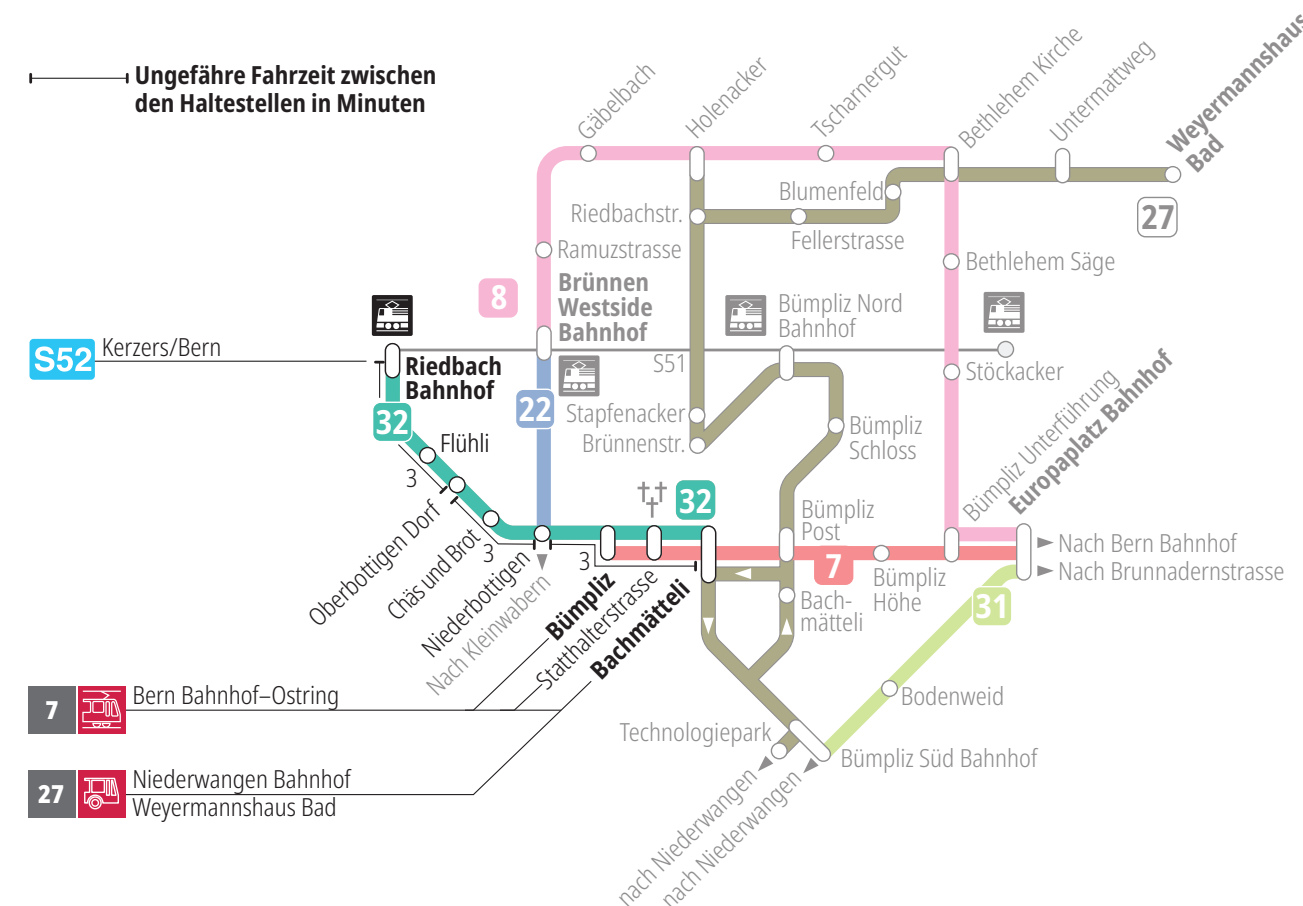 Ungefähre Fahrzeit zwischen
den Haltestellen in Minuten
Gäbelbach
Holenacker
Tscharnergut
Bethlehem Kirche
Untermattweg
Weyermannshaus
Bad
27
Blumenfeld
Riedbachstr.
Fellerstrasse
Ramuzstrasse
Bethlehem Säge
8
Brünnen
Westside
Bahnhof
Bümpliz Nord
Bahnhof
S52
Kerzers/Bern
Riedbach
Bahnhof
S51
Stöckacker
32
22
Stapfenacker
Brünnenstr.
Bümpliz
Schloss
Bümpliz Unterführung
Europaplatz Bahnhof
Flühli
3
Oberbottigen Dorf
Chäs und Brot
3
Niederbottigen
Nach Kleinwabern
3
32
Bümpliz
Statthalterstrasse
Bachmätteli
Bümpliz
Post
7
Bümpliz
Höhe
Nach Bern Bahnhof
Nach Brunnadernstrasse
31
Bach-
mätteli
Bodenweid
7
Bern Bahnhof–Ostring
Technologiepark
Bümpliz Süd Bahnhof
27
Niederwangen Bahnhof
Weyermannshaus Bad
nach Niederwangen
nach Niederwangen